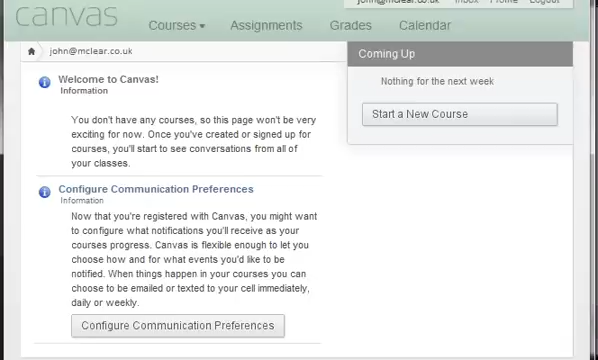 john@mclear.co.uk Inbox Profile Logout
canvas
Courses Assignments Grades Calendar
john@mclear.co.uk
Welcome to Canvas!
Information
You don't have any courses, so this page won't be very
exciting for now. Once you've created or signed up for
courses, you'll start to see conversations from all of
your classes.
Configure Communication Preferences
Information
Now that you're registered with Canvas, you might want
to configure what notifications you'll receive as your
courses progress. Canvas is flexible enough to let you
choose how and for what events you'd like to be
notified. When things happen in your courses you can
choose to be emailed or texted to your cell immediately,
daily or weekly.
Configure Communication Preferences
Coming Up
Nothing for the next week
Start a New Course